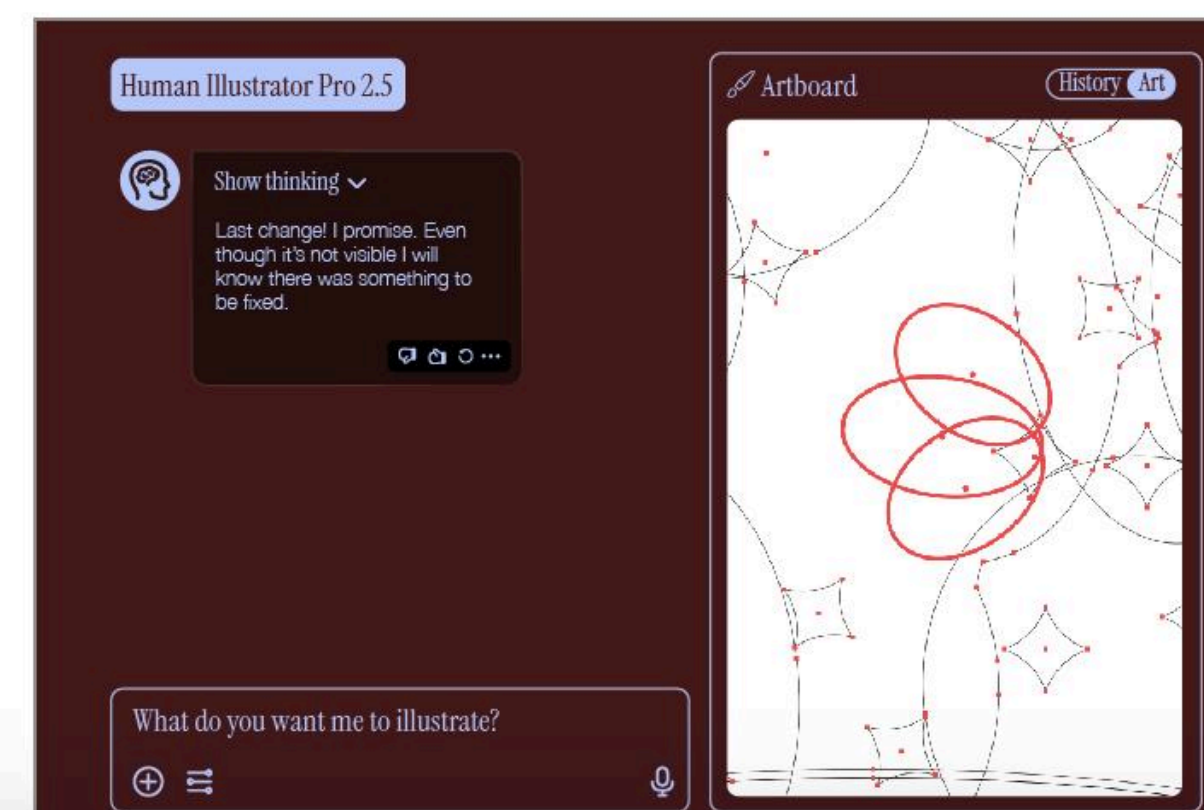 Human Illustrator Pro 2.5
Show thinking
Last change! I promise. Even
though it's not visible I will
know there was something to
be fixed.
What do you want me to illustrate?
Artboard
History
Art